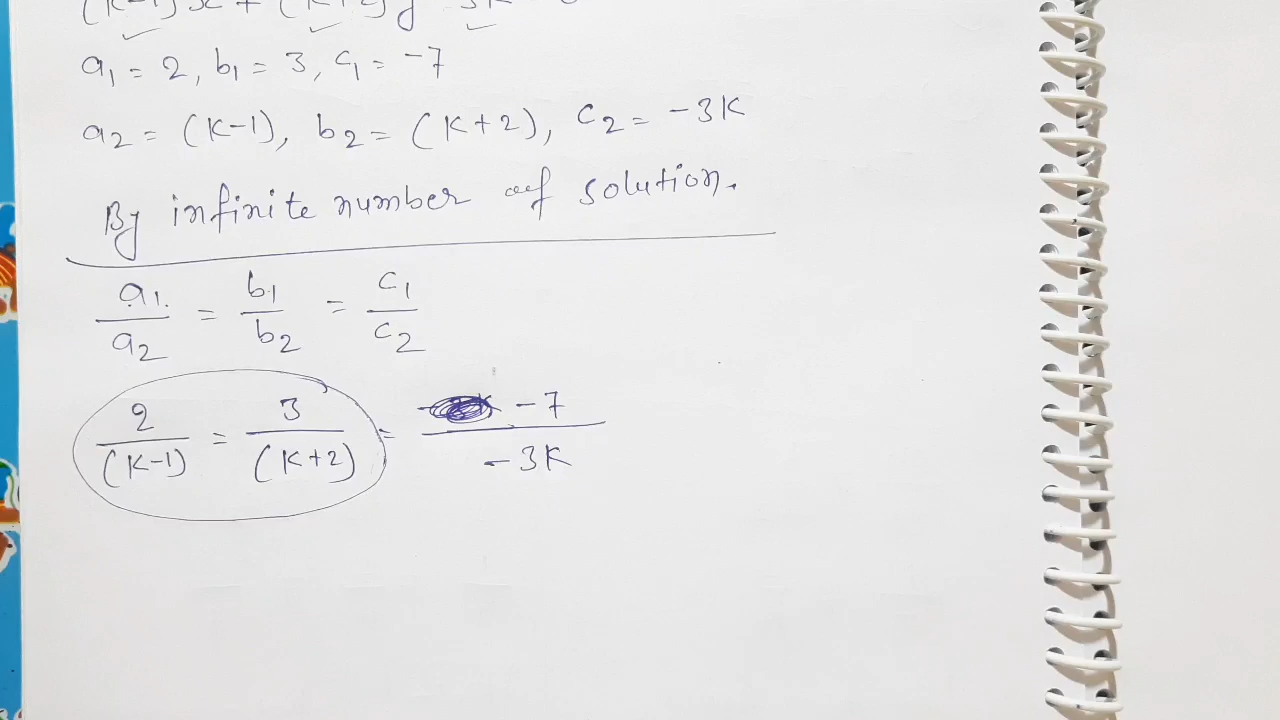 a₁ = 2, b₁ = 3, C₁ = -7
a₂ = (K-1), b₂ = (K+2), C₂ = -3K
By infinite number of solution.
a₁/a₂ = b₁/b₂ = C₁/C₂
2/(K-1) = 3/(K+2) = -7/-3K